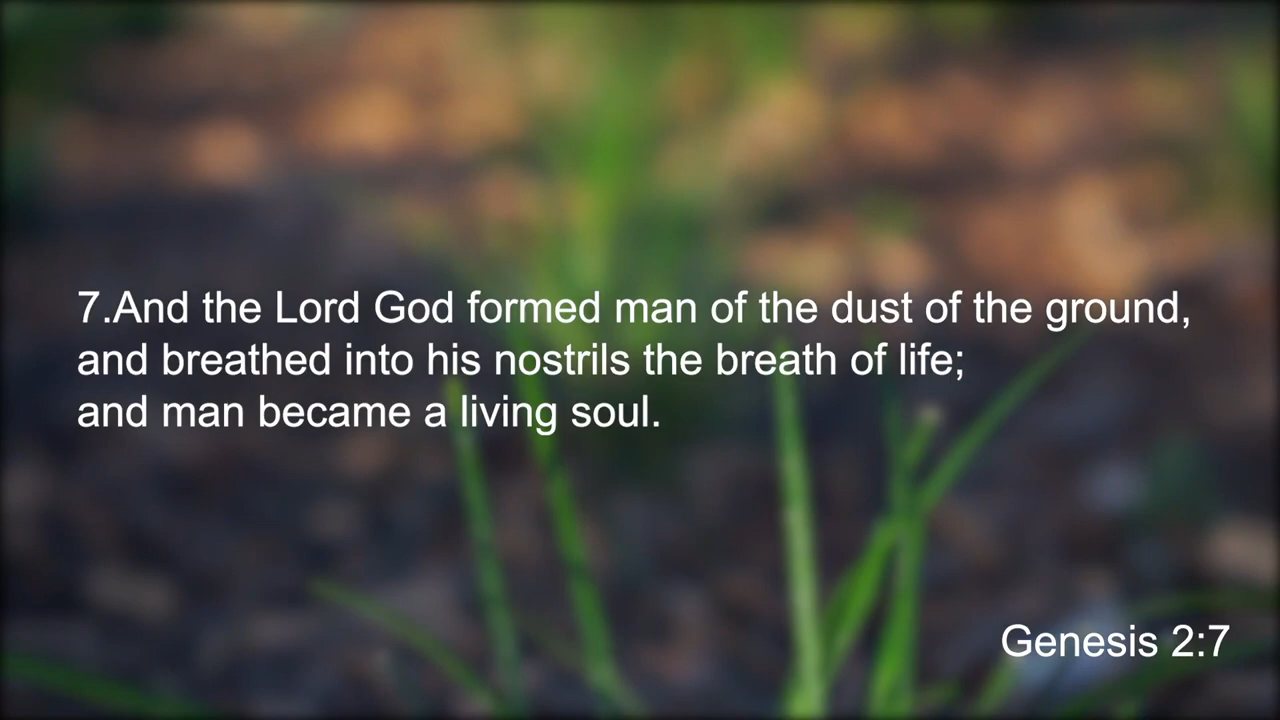 7.And the Lord God formed man of the dust of the ground,
and breathed into his nostrils the breath of life;
and man became a living soul.
Genesis 2:7